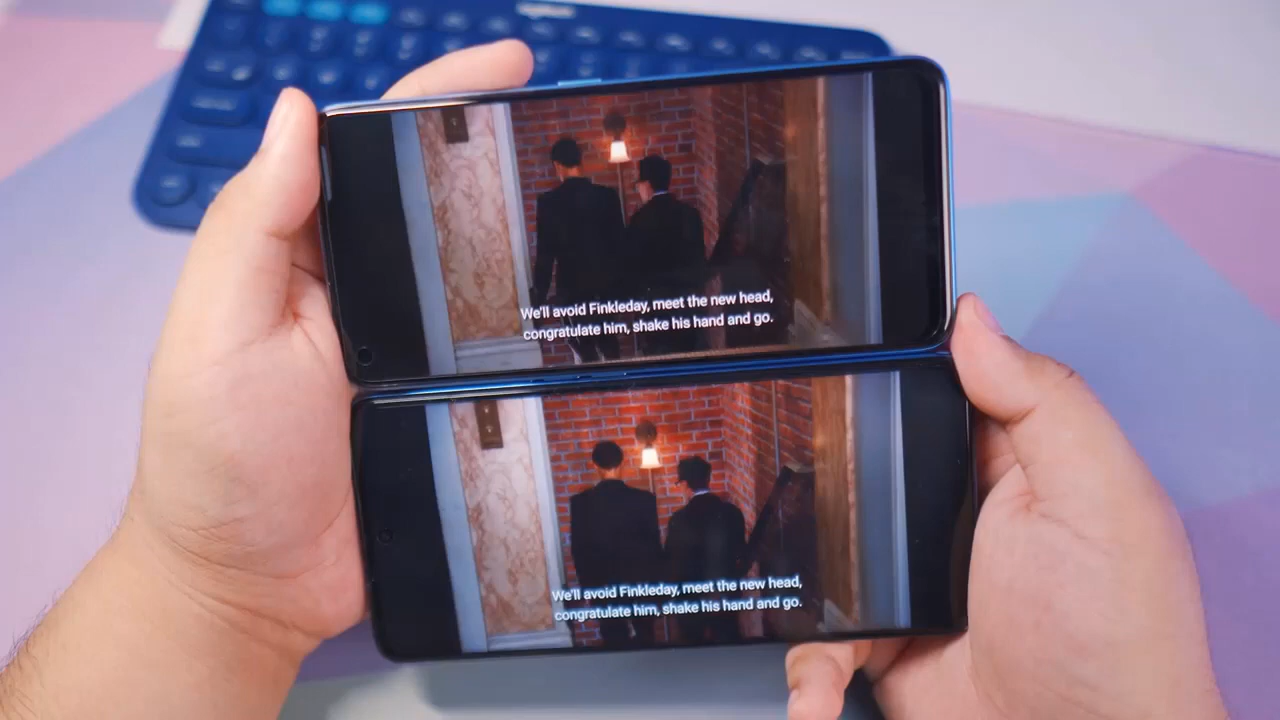 We'll avoid Finkleday, meet the new head,
congratulate him, shake his hand and go.
We'll avoid Finkleday, meet the new head,
congratulate him, shake his hand and go.